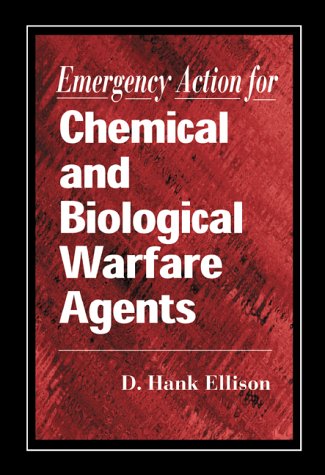 Emergency Action for
Chemical
and
Biological
Warfare
Agents
D. Hank Ellison